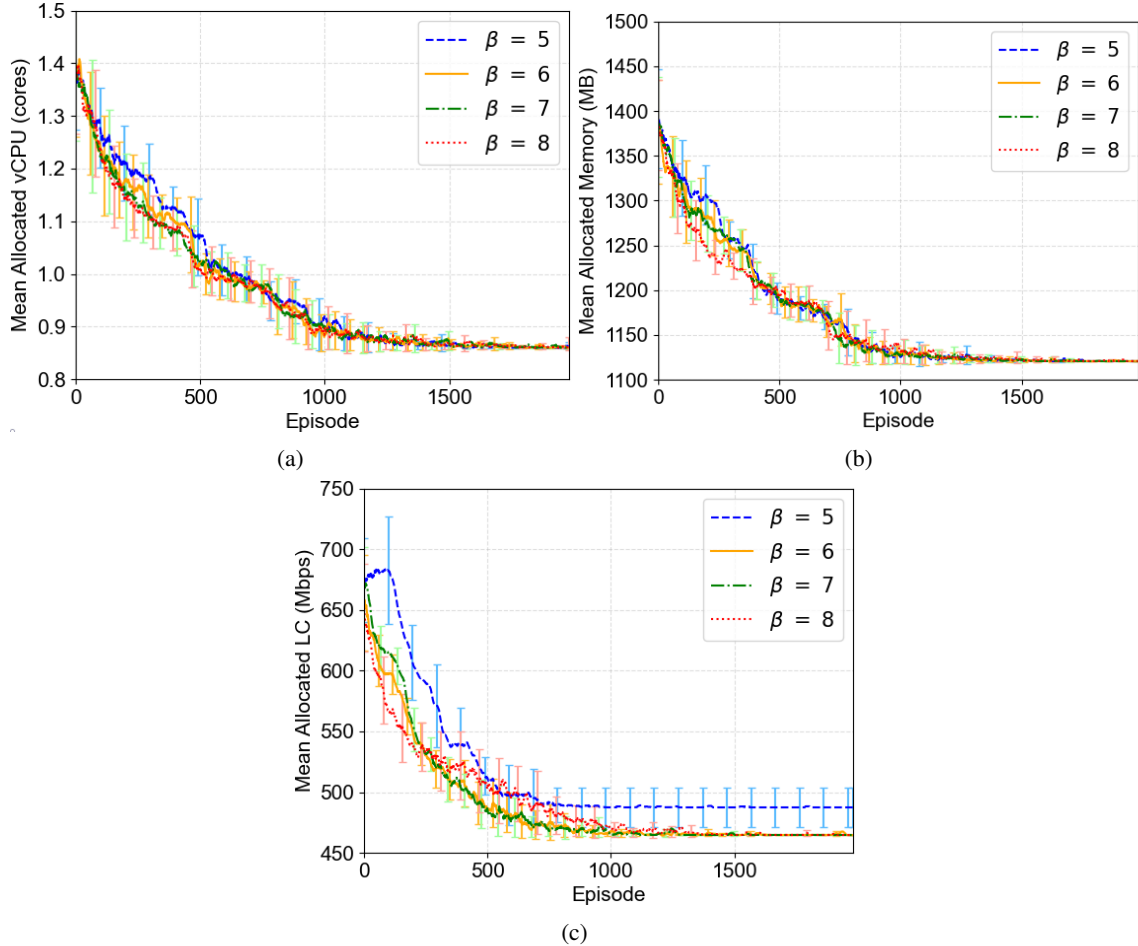 1.5
1.4
1.3
1.2
1.1
1.0
0.9
0.8
Mean Allocated vCPU (cores)
β = 5
β = 6
β = 7
β = 8
0 500 1000 1500
Episode
(a)
1500
1450
1400
1350
1300
1250
1200
1150
1100
Mean Allocated Memory (MB)
β = 5
β = 6
β = 7
β = 8
0 500 1000 1500
Episode
(b)
750
700
650
600
550
500
450
Mean Allocated LC (Mbps)
β = 5
β = 6
β = 7
β = 8
0 500 1000 1500
Episode
(c)